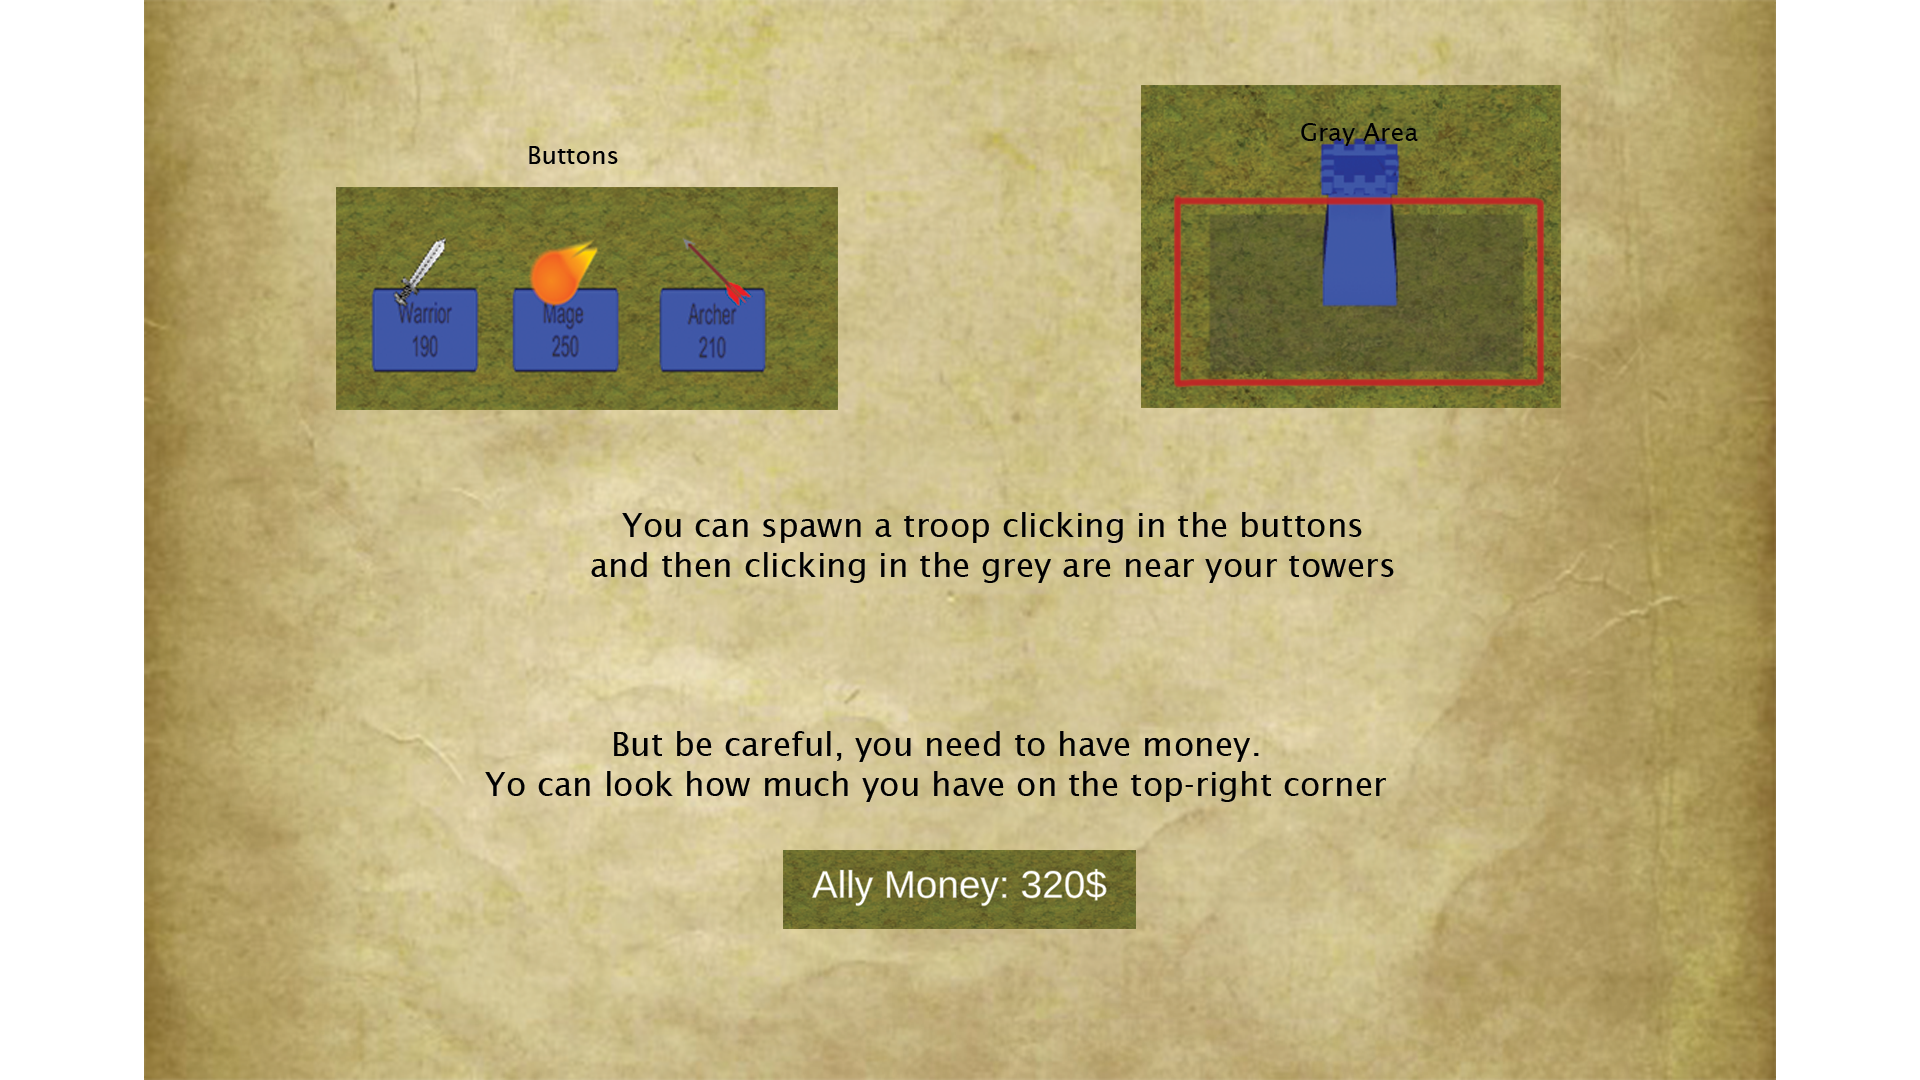 Buttons
Gray Area
Warrior
190
Mage
250
Archer
210
You can spawn a troop clicking in the buttons
and then clicking in the grey are near your towers
But be careful, you need to have money.
Yo can look how much you have on the top-right corner
Ally Money: 320$